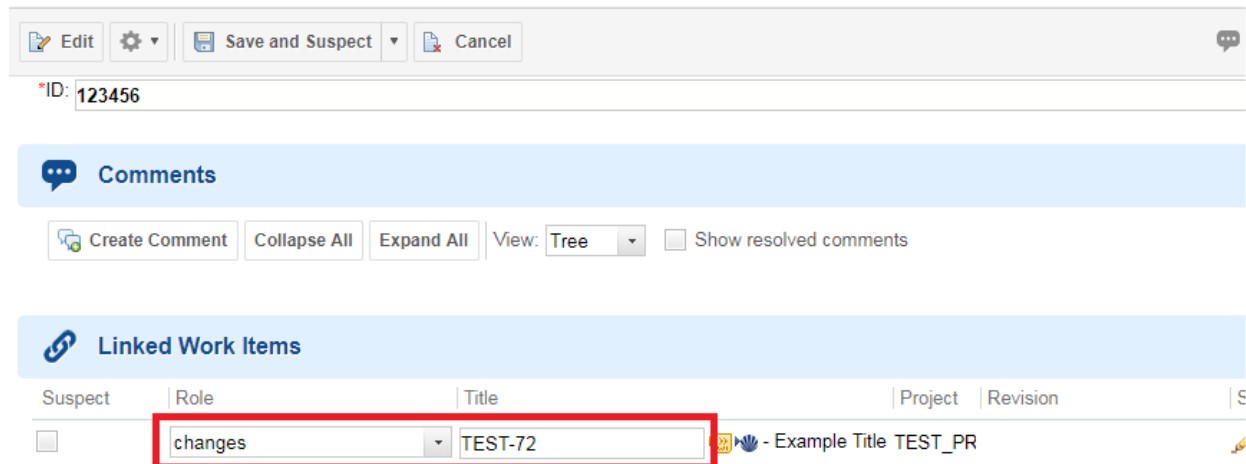 Edit Save and Suspect Cancel
*ID: 123456
Comments
Create Comment Collapse All Expand All View: Tree Show resolved comments
Linked Work Items
Suspect Role Title Project Revision S
changes TEST-72 - Example Title TEST_PR